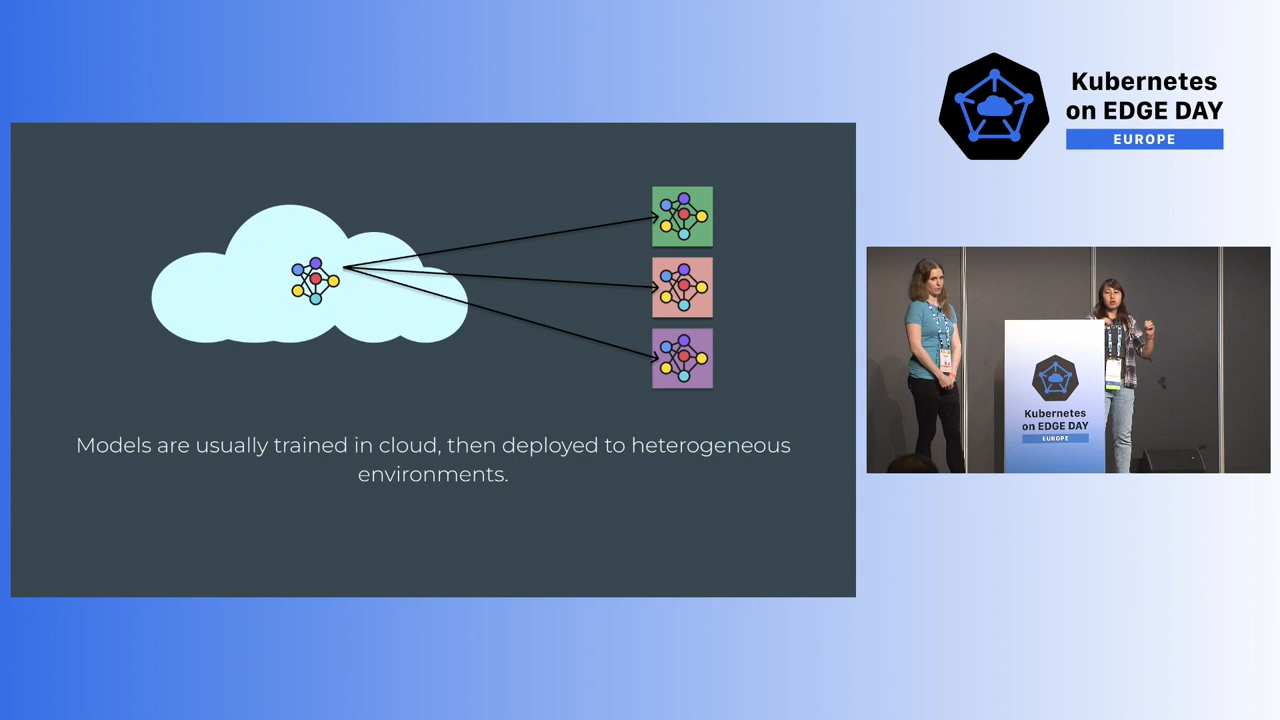 Kubernetes
on EDGE DAY
EUROPE
Models are usually trained in cloud, then deployed to heterogeneous
environments.
Kubernetes
on EDGE DAY
EUROPE